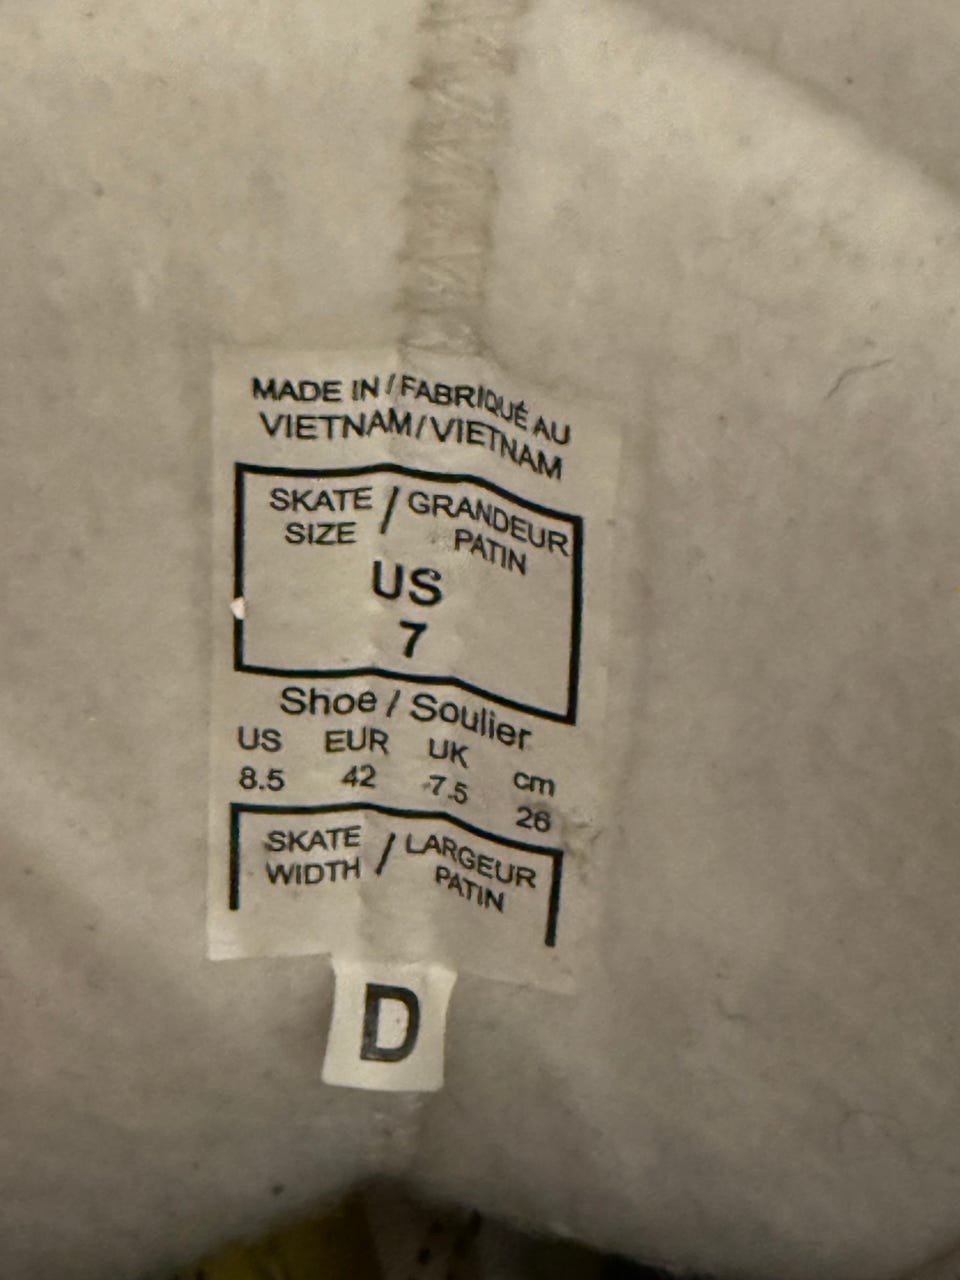 MADE IN / FABRIQUÉ AU
VIETNAM/VIETNAM
SKATE / GRANDEUR
SIZE PATIN
US
7
Shoe / Soulier
US EUR UK cm
8.5 42 7.5 26
SKATE / LARGEUR
WIDTH PATIN
D